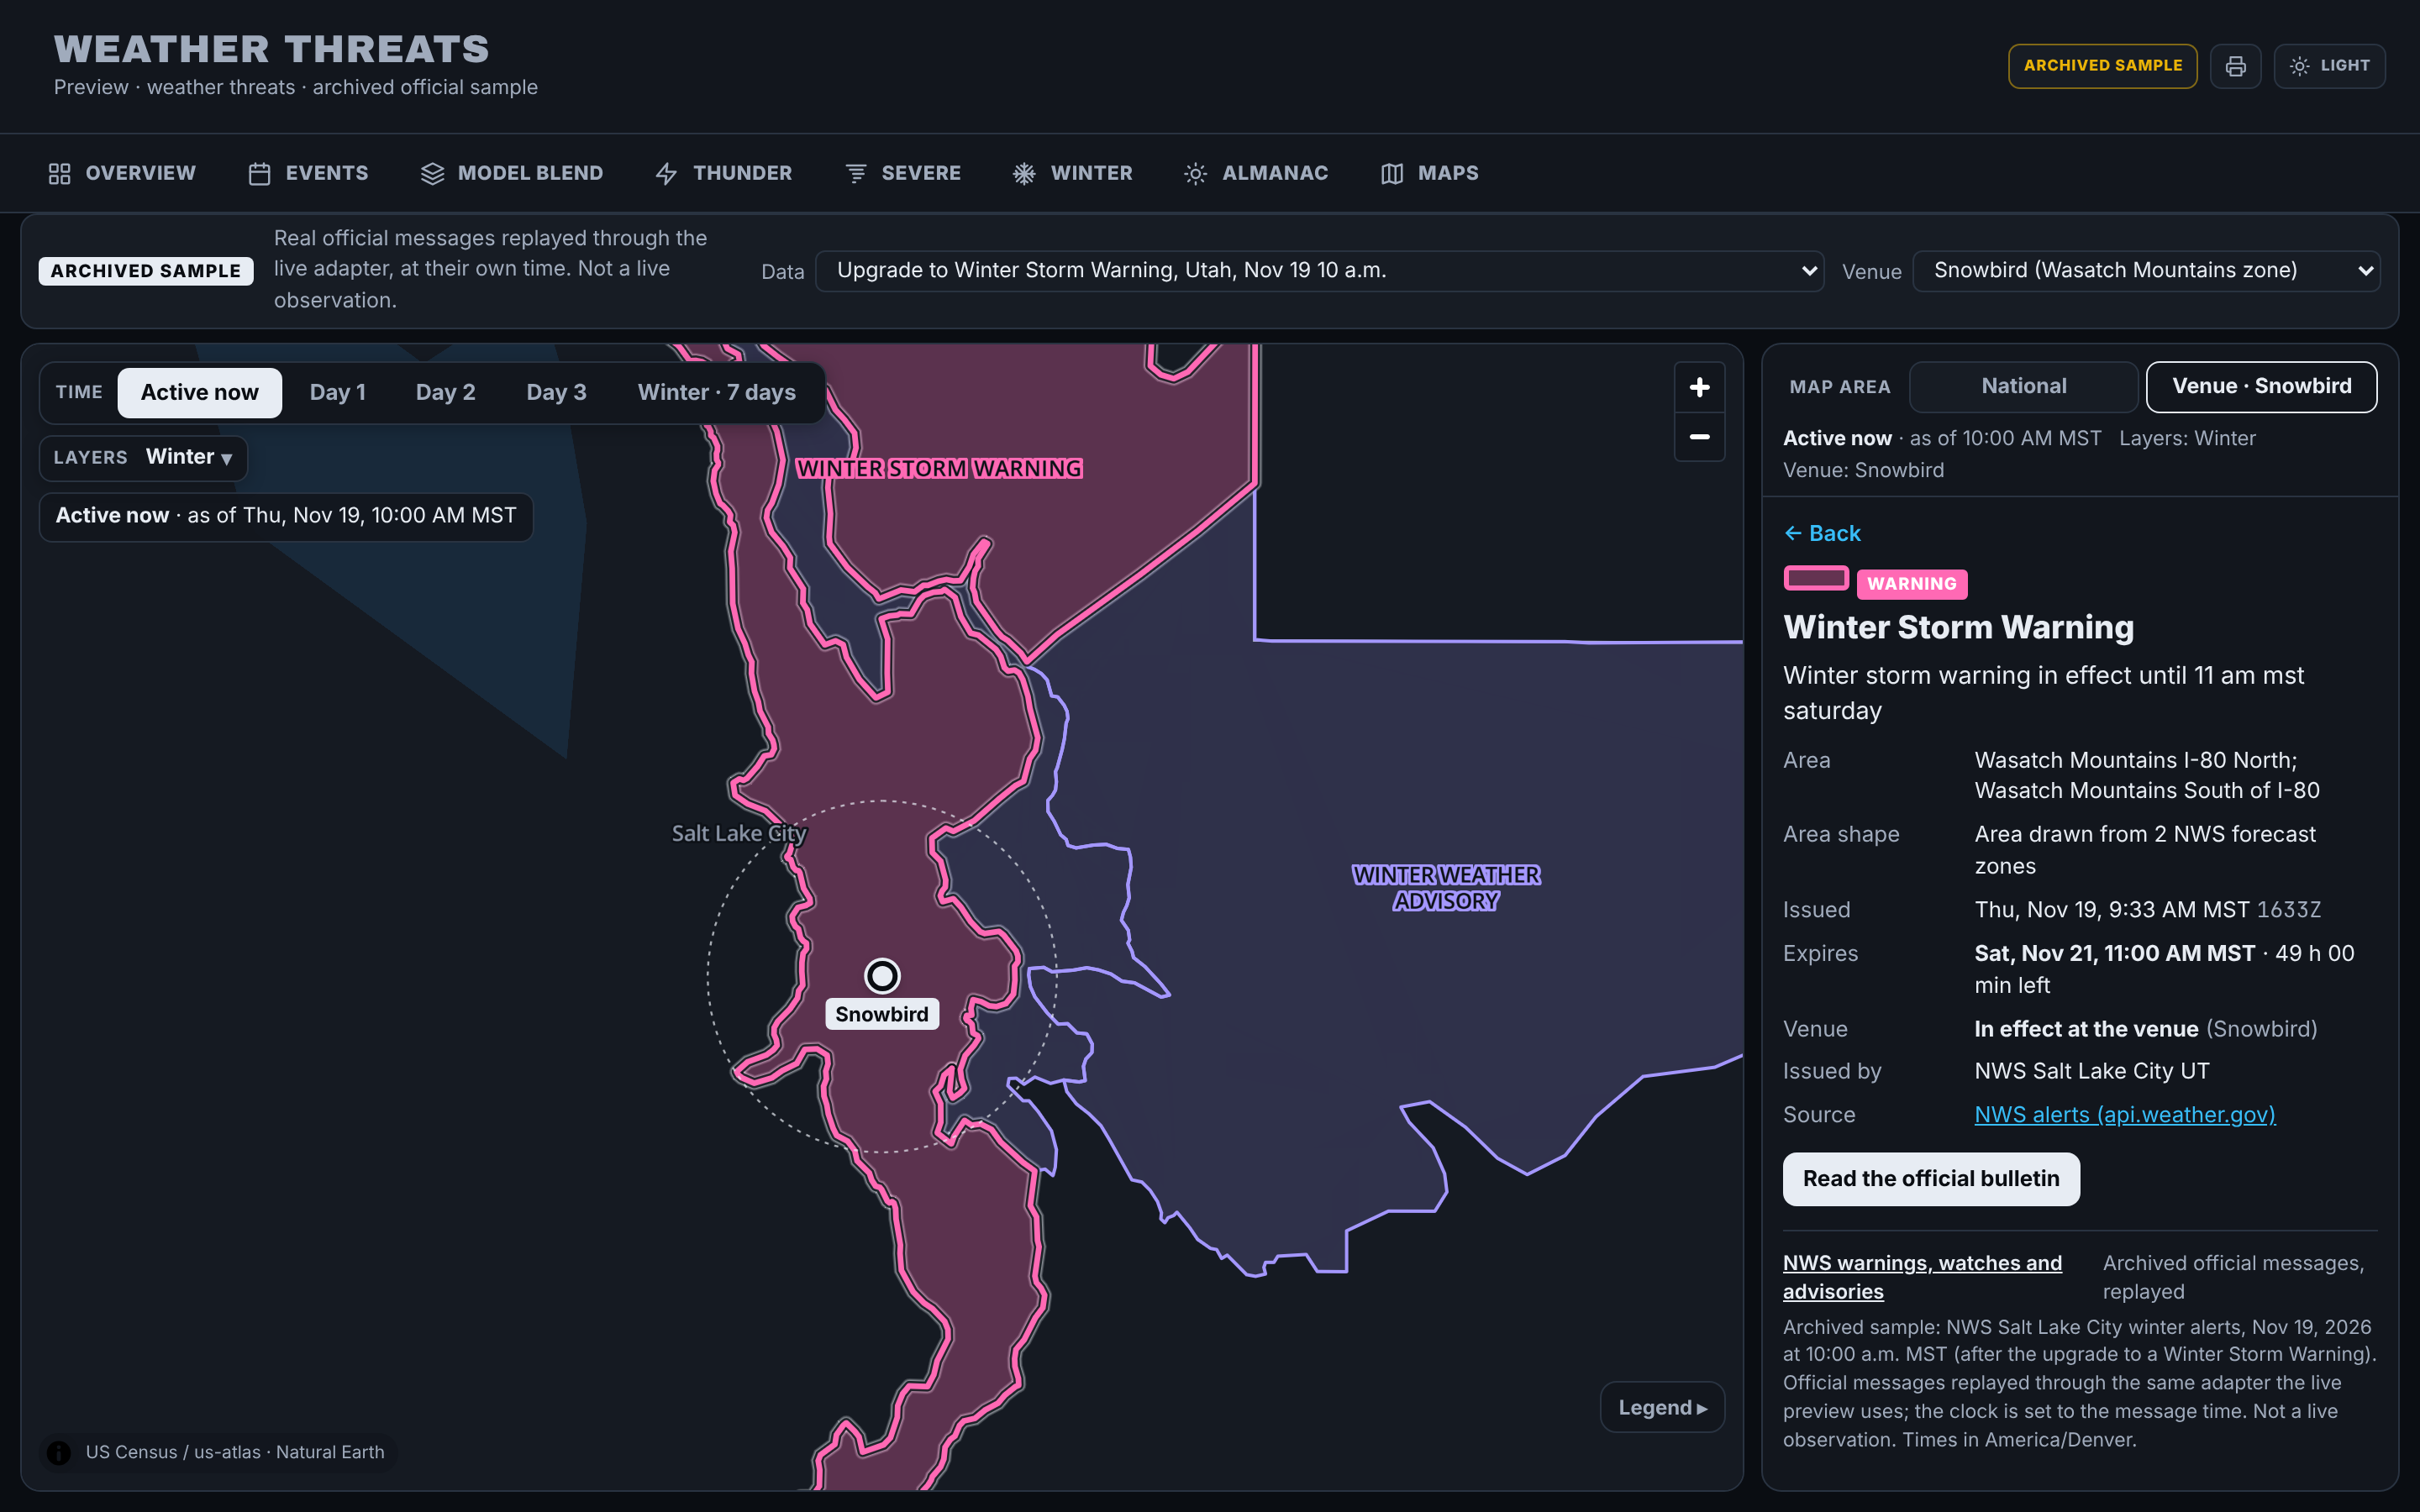 WEATHER THREATS
Preview · weather threats · archived official sample
ARCHIVED SAMPLE
LIGHT
OVERVIEW
EVENTS
MODEL BLEND
THUNDER
SEVERE
WINTER
ALMANAC
MAPS
ARCHIVED SAMPLE
Real official messages replayed through the
live adapter, at their own time. Not a live
observation.
Data
Upgrade to Winter Storm Warning, Utah, Nov 19 10 a.m.
Venue
Snowbird (Wasatch Mountains zone)
TIME
Active now
Day 1
Day 2
Day 3
Winter · 7 days
LAYERS Winter ▾
Active now · as of Thu, Nov 19, 10:00 AM MST
+
−
WINTER STORM WARNING
Salt Lake City
WINTER WEATHER
ADVISORY
Snowbird
Legend ▸
US Census / us-atlas · Natural Earth
MAP AREA
National
Venue · Snowbird
Active now · as of 10:00 AM MST Layers: Winter
Venue: Snowbird
← Back
WARNING
Winter Storm Warning
Winter storm warning in effect until 11 am mst
saturday
Area
Wasatch Mountains I-80 North;
Wasatch Mountains South of I-80
Area shape
Area drawn from 2 NWS forecast
zones
Issued
Thu, Nov 19, 9:33 AM MST 1633Z
Expires
Sat, Nov 21, 11:00 AM MST · 49 h 00
min left
Venue
In effect at the venue (Snowbird)
Issued by
NWS Salt Lake City UT
Source
NWS alerts (api.weather.gov)
Read the official bulletin
NWS warnings, watches and
advisories
Archived official messages,
replayed
Archived sample: NWS Salt Lake City winter alerts, Nov 19, 2026
at 10:00 a.m. MST (after the upgrade to a Winter Storm Warning).
Official messages replayed through the same adapter the live
preview uses; the clock is set to the message time. Not a live
observation. Times in America/Denver.